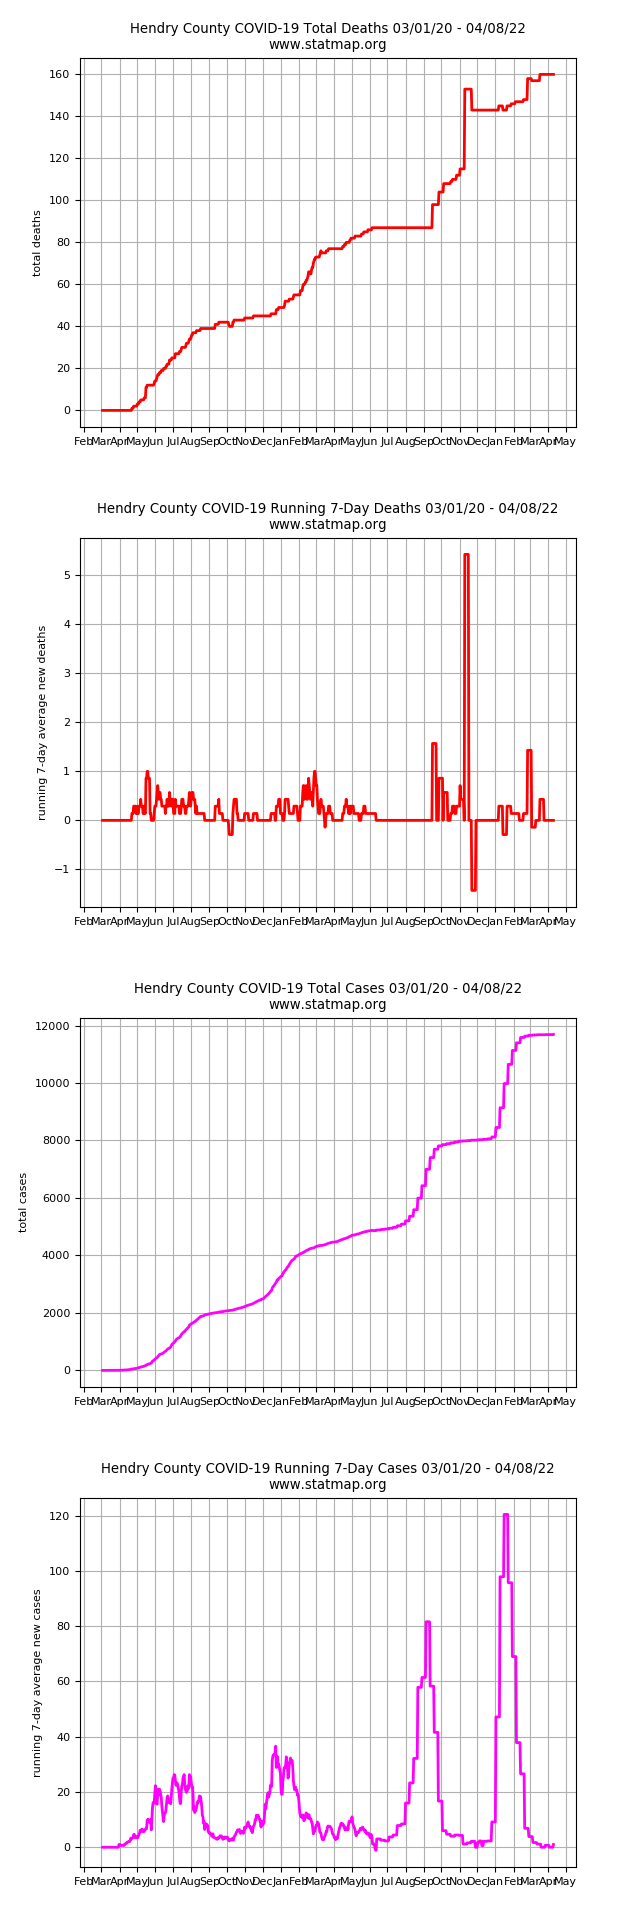 Hendry County COVID-19 Total Deaths 03/01/20 - 04/08/22
www.statmap.org
160
140
120
100
80
60
40
20
0
total deaths
Feb Mar Apr May Jun Jul Aug Sep Oct Nov Dec Jan Feb Mar Apr May Jun Jul Aug Sep Oct Nov Dec Jan Feb Mar Apr May
Hendry County COVID-19 Running 7-Day Deaths 03/01/20 - 04/08/22
www.statmap.org
5
4
3
2
1
0
−1
running 7-day average new deaths
Feb Mar Apr May Jun Jul Aug Sep Oct Nov Dec Jan Feb Mar Apr May Jun Jul Aug Sep Oct Nov Dec Jan Feb Mar Apr May
Hendry County COVID-19 Total Cases 03/01/20 - 04/08/22
www.statmap.org
12000
10000
8000
6000
4000
2000
0
total cases
Feb Mar Apr May Jun Jul Aug Sep Oct Nov Dec Jan Feb Mar Apr May Jun Jul Aug Sep Oct Nov Dec Jan Feb Mar Apr May
Hendry County COVID-19 Running 7-Day Cases 03/01/20 - 04/08/22
www.statmap.org
120
100
80
60
40
20
0
running 7-day average new cases
Feb Mar Apr May Jun Jul Aug Sep Oct Nov Dec Jan Feb Mar Apr May Jun Jul Aug Sep Oct Nov Dec Jan Feb Mar Apr May